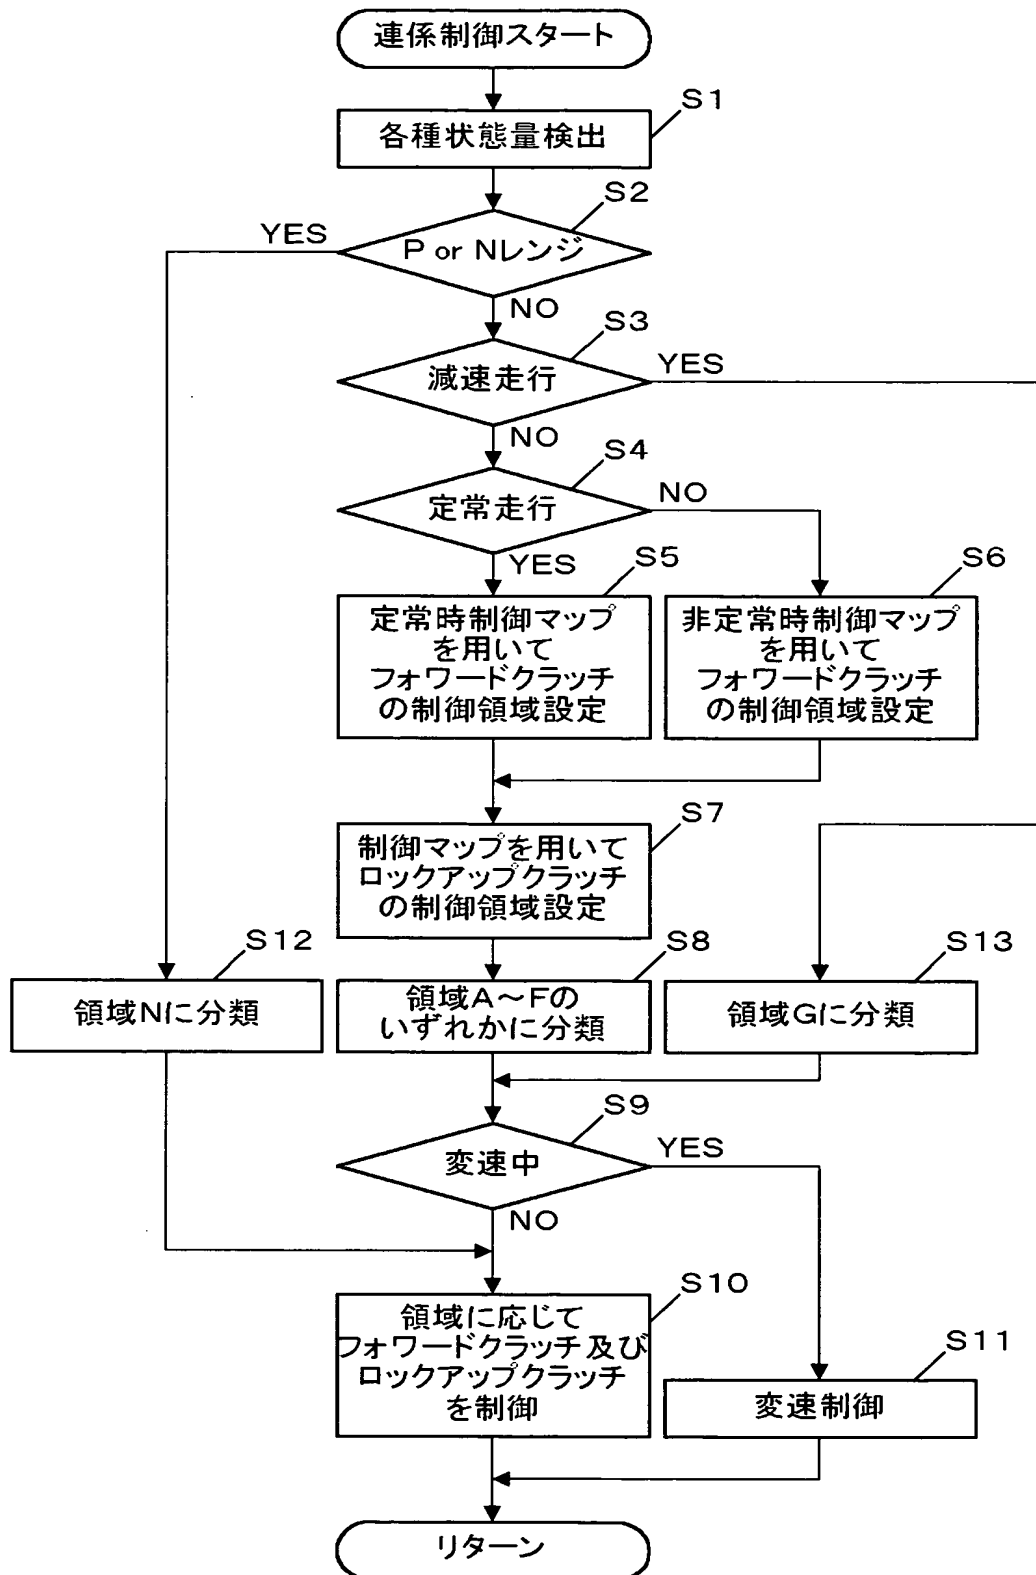 連係制御スタート
S1
各種状態量検出
S2
YES
P or Nレンジ
NO
S3
減速走行
YES
NO
S4
定常走行
NO
YES
S5
定常時制御マップ
を用いて
フォワードクラッチ
の制御領域設定
S6
非定常時制御マップ
を用いて
フォワードクラッチ
の制御領域設定
S7
制御マップを用いて
ロックアップクラッチ
の制御領域設定
S12
領域Nに分類
S8
領域A～Fの
いずれかに分類
S13
領域Gに分類
S9
変速中
YES
NO
S10
領域に応じて
フォワードクラッチ及び
ロックアップクラッチ
を制御
S11
変速制御
リターン